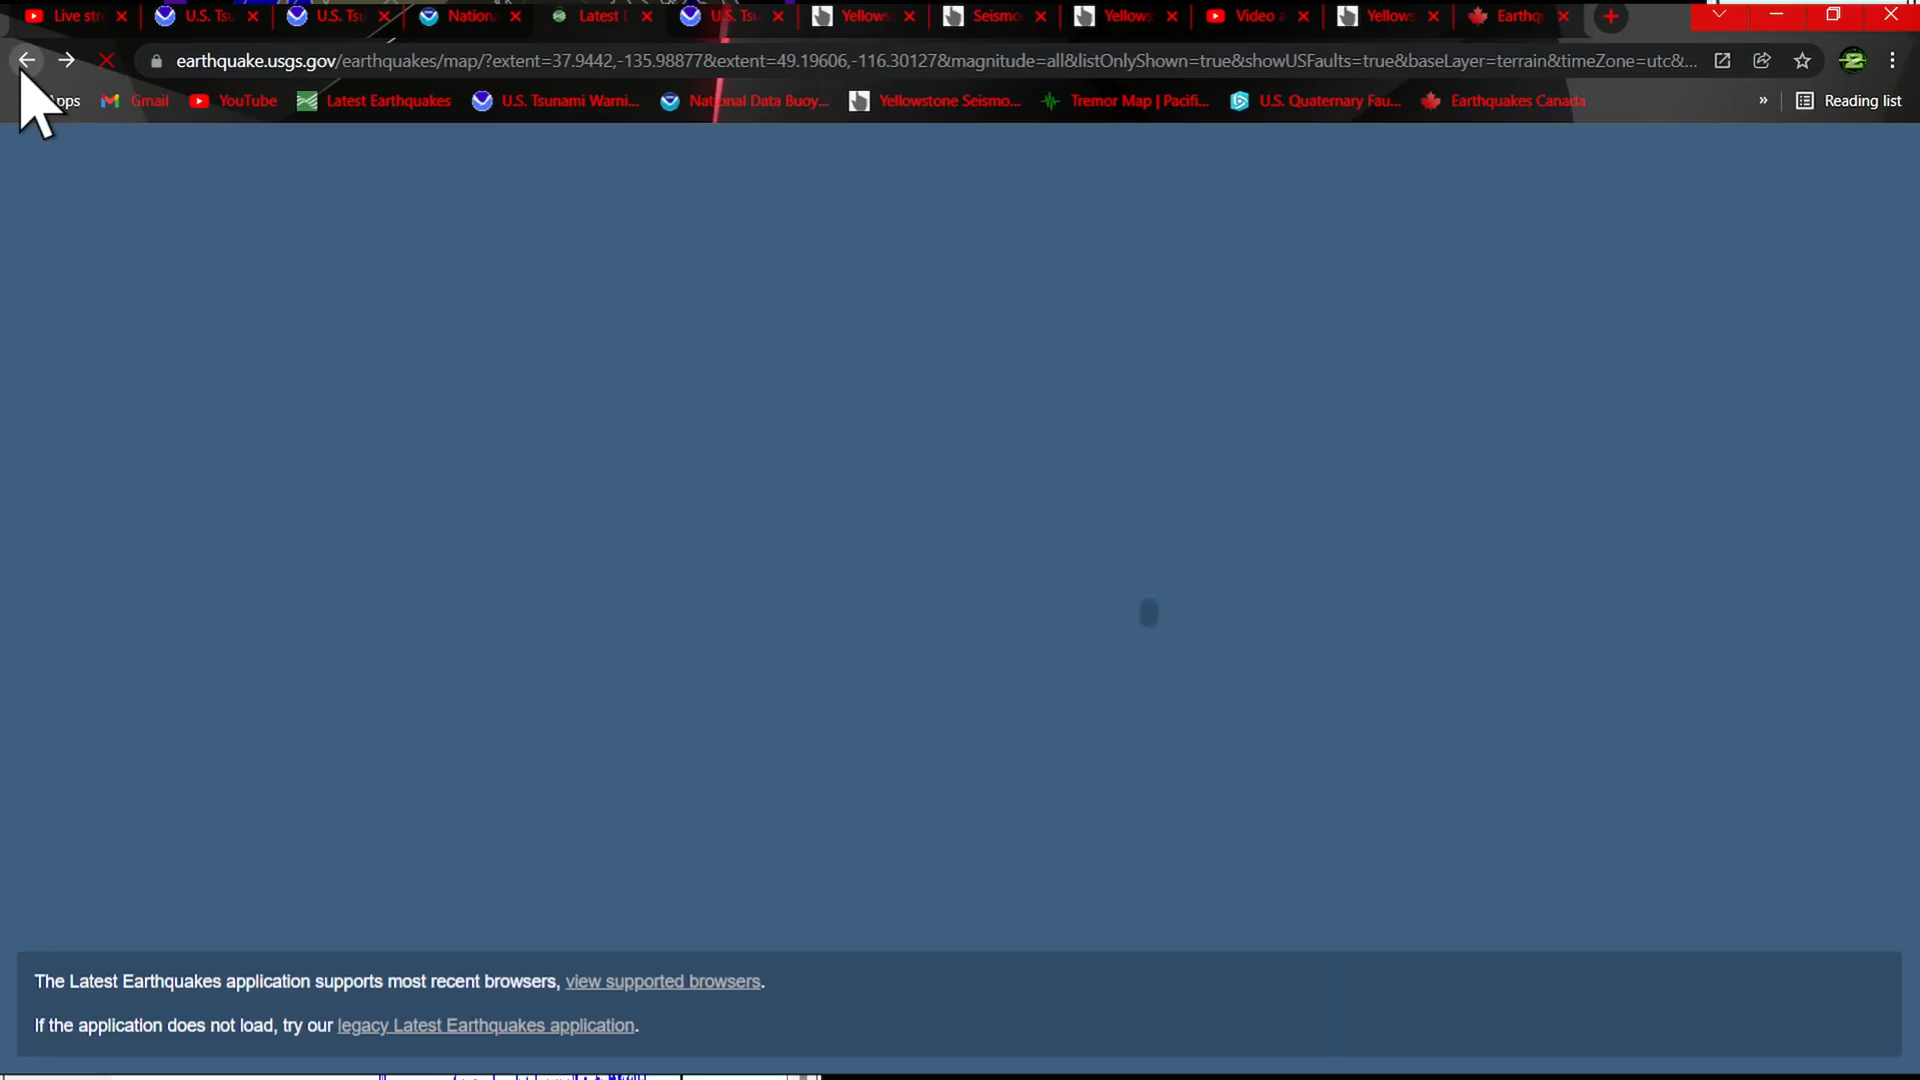 Live str
U.S. Tsu
U.S. Tsu
Nation
Latest
U.S. Tsu
Yellows
Seismo
Yellows
Video a
Yellows
Earthqu
earthquake.usgs.gov/earthquakes/map/?extent=37.9442,-135.98877&extent=49.19606,-116.30127&magnitude=all&listOnlyShown=true&showUSFaults=true&baseLayer=terrain&timeZone=utc&...
Gmail
YouTube
Latest Earthquakes
U.S. Tsunami Warni...
Yellowstone Seismo...
Tremor Map | Pacifi...
U.S. Quaternary Fau...
Earthquakes Canada
»
Reading list
The Latest Earthquakes application supports most recent browsers, view supported browsers.
If the application does not load, try our legacy Latest Earthquakes application.